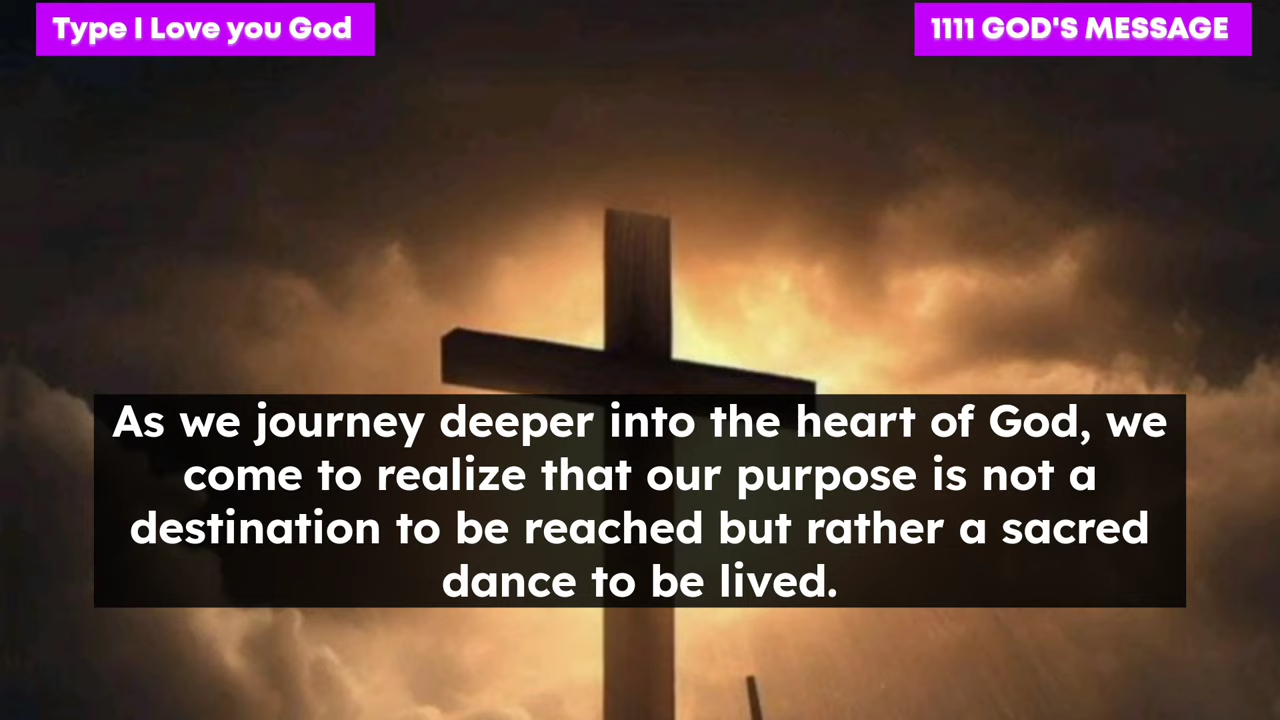 Type I Love you God
1111 GOD'S MESSAGE
As we journey deeper into the heart of God, we
come to realize that our purpose is not a
destination to be reached but rather a sacred
dance to be lived.